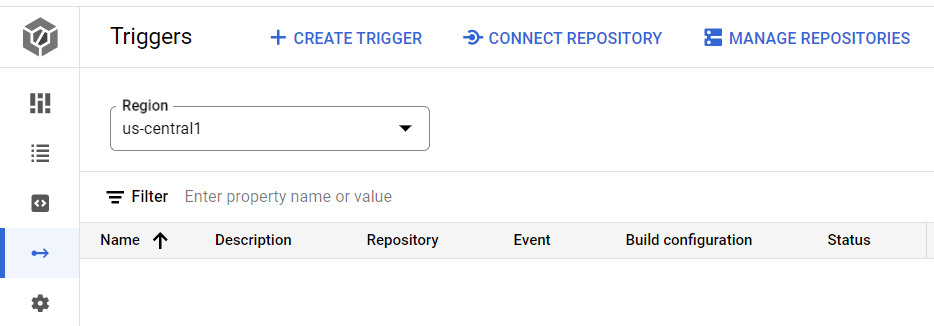 Triggers CREATE TRIGGER CONNECT REPOSITORY MANAGE REPOSITORIES
Region
us-central1
Filter Enter property name or value
Name Description Repository Event Build configuration Status